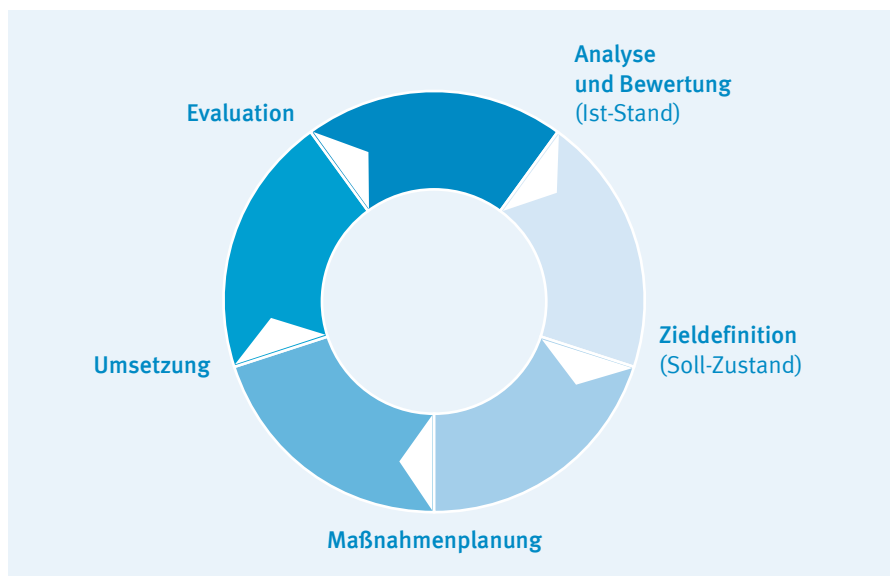 Analyse
und Bewertung
(Ist-Stand)
Zieldefinition
(Soll-Zustand)
Maßnahmenplanung
Umsetzung
Evaluation